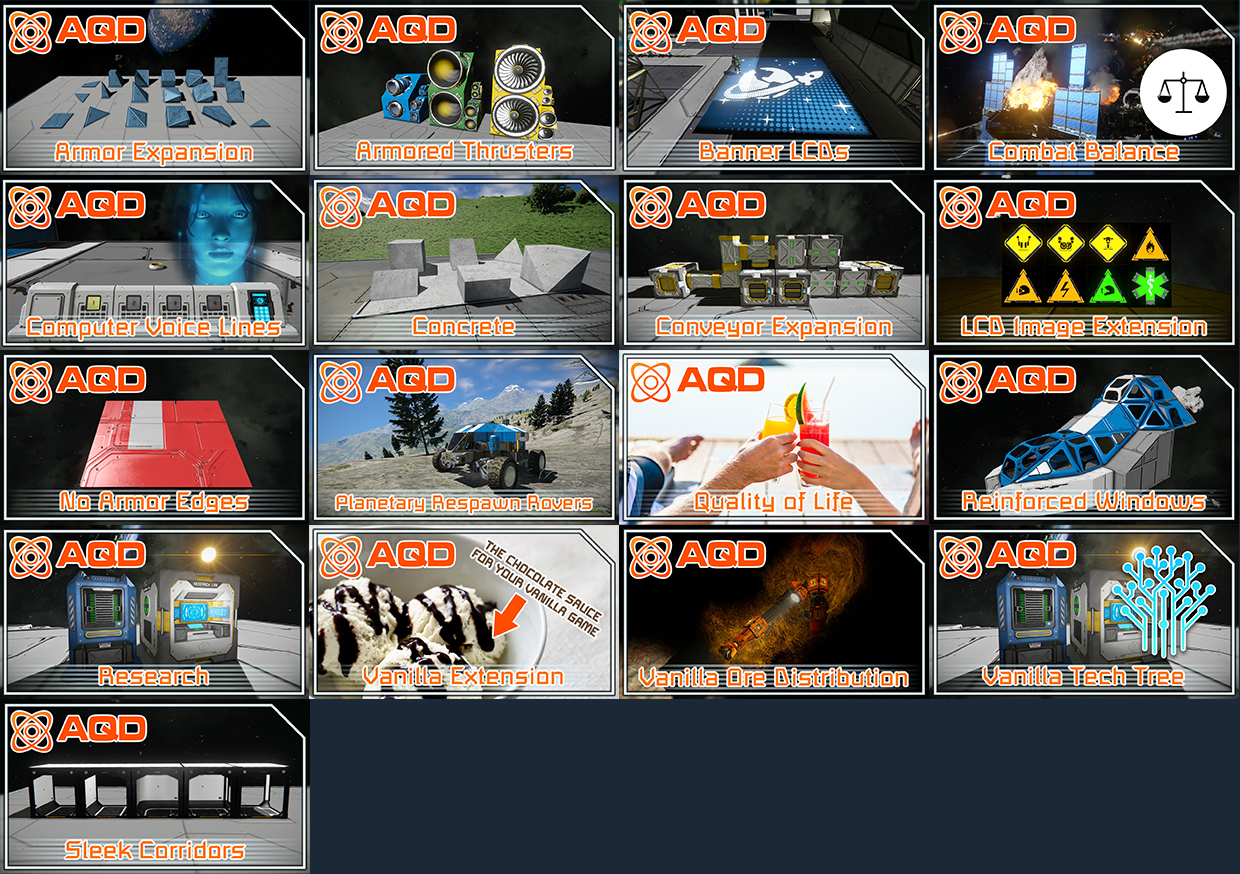 AQD
Armor Expansion
AQD
Armored Thrusters
AQD
Banner LCDs
AQD
Combat Balance
AQD
Computer Voice Lines
AQD
Concrete
AQD
Conveyor Expansion
AQD
LCD Image Extension
AQD
No Armor Edges
AQD
Planetary Respawn Rovers
AQD
Quality of Life
AQD
Reinforced Windows
AQD
RESEARCH LAB
Research
AQD
THE CHOCOLATE SAUCE
FOR YOUR VANILLA GAME
Vanilla Extension
AQD
Vanilla Ore Distribution
AQD
Vanilla Tech Tree
AQD
Sleek Corridors